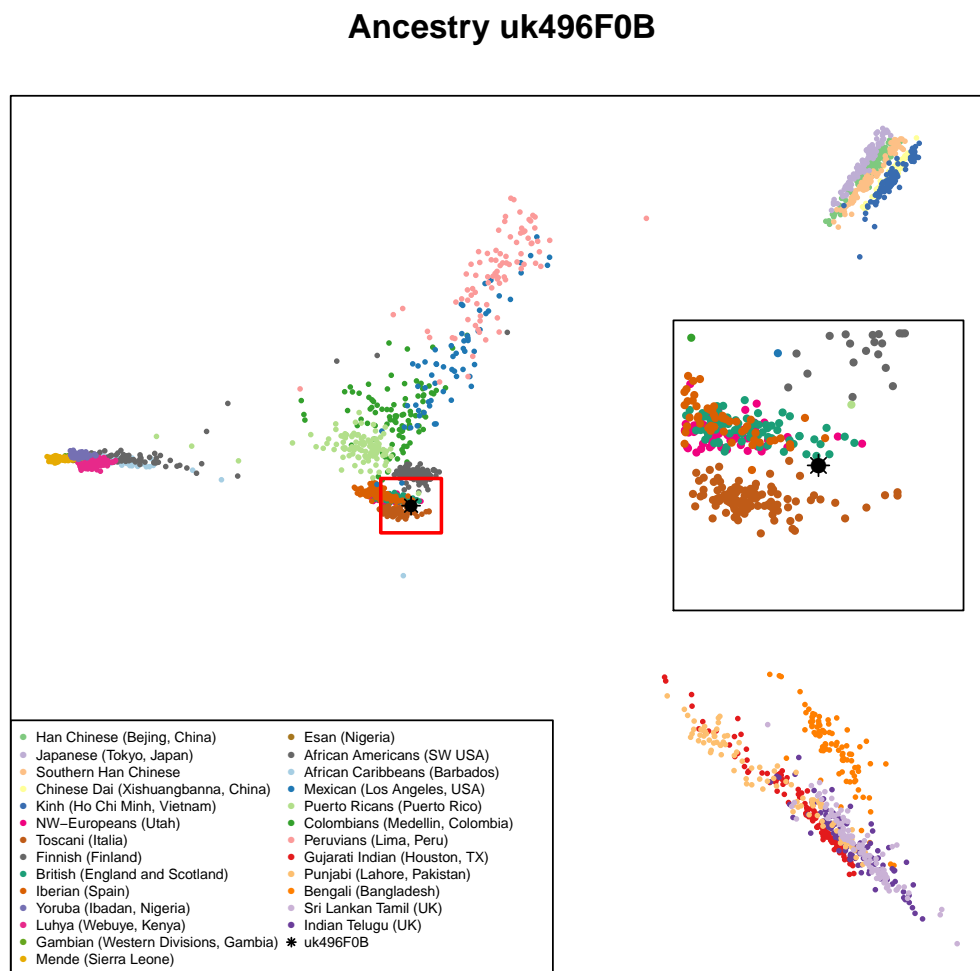 Ancestry uk496F0B
Han Chinese (Bejing, China)
Japanese (Tokyo, Japan)
Southern Han Chinese
Chinese Dai (Xishuangbanna, China)
Kinh (Ho Chi Minh, Vietnam)
NW−Europeans (Utah)
Toscani (Italia)
Finnish (Finland)
British (England and Scotland)
Iberian (Spain)
Yoruba (Ibadan, Nigeria)
Luhya (Webuye, Kenya)
Gambian (Western Divisions, Gambia)
Mende (Sierra Leone)
Esan (Nigeria)
African Americans (SW USA)
African Caribbeans (Barbados)
Mexican (Los Angeles, USA)
Puerto Ricans (Puerto Rico)
Colombians (Medellin, Colombia)
Peruvians (Lima, Peru)
Gujarati Indian (Houston, TX)
Punjabi (Lahore, Pakistan)
Bengali (Bangladesh)
Sri Lankan Tamil (UK)
Indian Telugu (UK)
uk496F0B